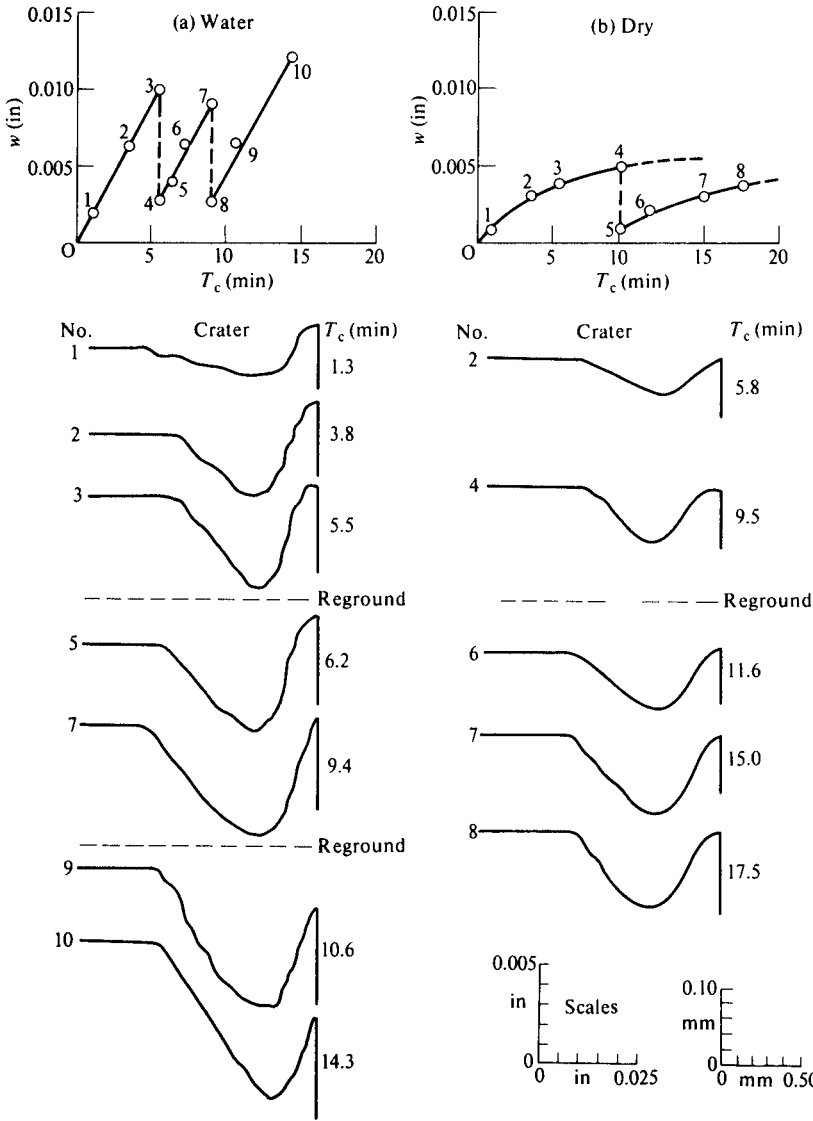 (a) Water
0.015
0.010
0.005
O
w (in)
1
2
3
4
5
6
7
8
9
10
5
10
15
20
T_c (min)
(b) Dry
0.015
0.010
0.005
O
w (in)
1
2
3
4
5
6
7
8
5
10
15
20
T_c (min)
No. Crater T_c (min)
1 1.3
2 3.8
3 5.5
Reground
5 6.2
7 9.4
Reground
9 10.6
10 14.3
No. Crater T_c (min)
2 5.8
4 9.5
Reground
6 11.6
7 15.0
8 17.5
0.005
in
0
0 in 0.025
Scales
0.10
mm
0
0 mm 0.50